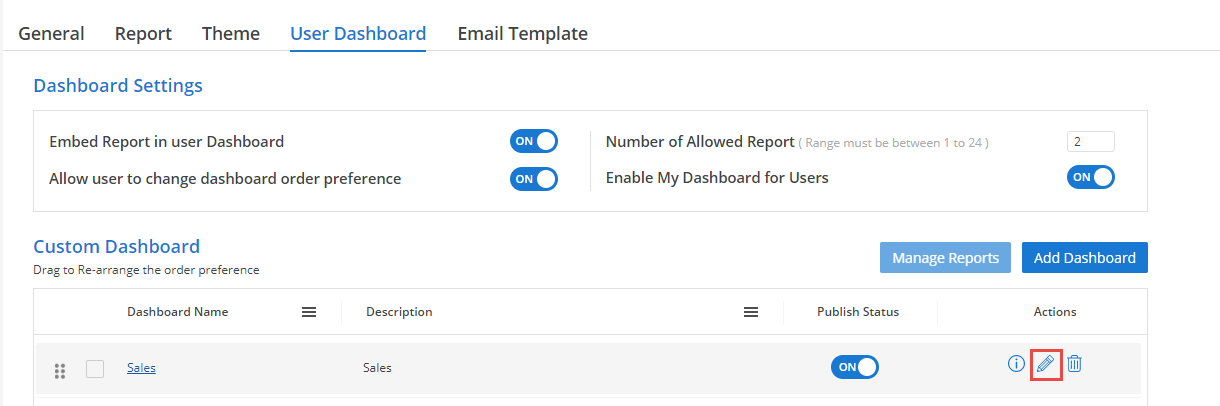 General Report Theme User Dashboard Email Template
Dashboard Settings
Embed Report in user Dashboard ON Number of Allowed Report ( Range must be between 1 to 24 ) 2
Allow user to change dashboard order preference ON Enable My Dashboard for Users ON
Custom Dashboard
Drag to Re-arrange the order preference
Manage Reports Add Dashboard
Dashboard Name Description Publish Status Actions
Sales Sales ON